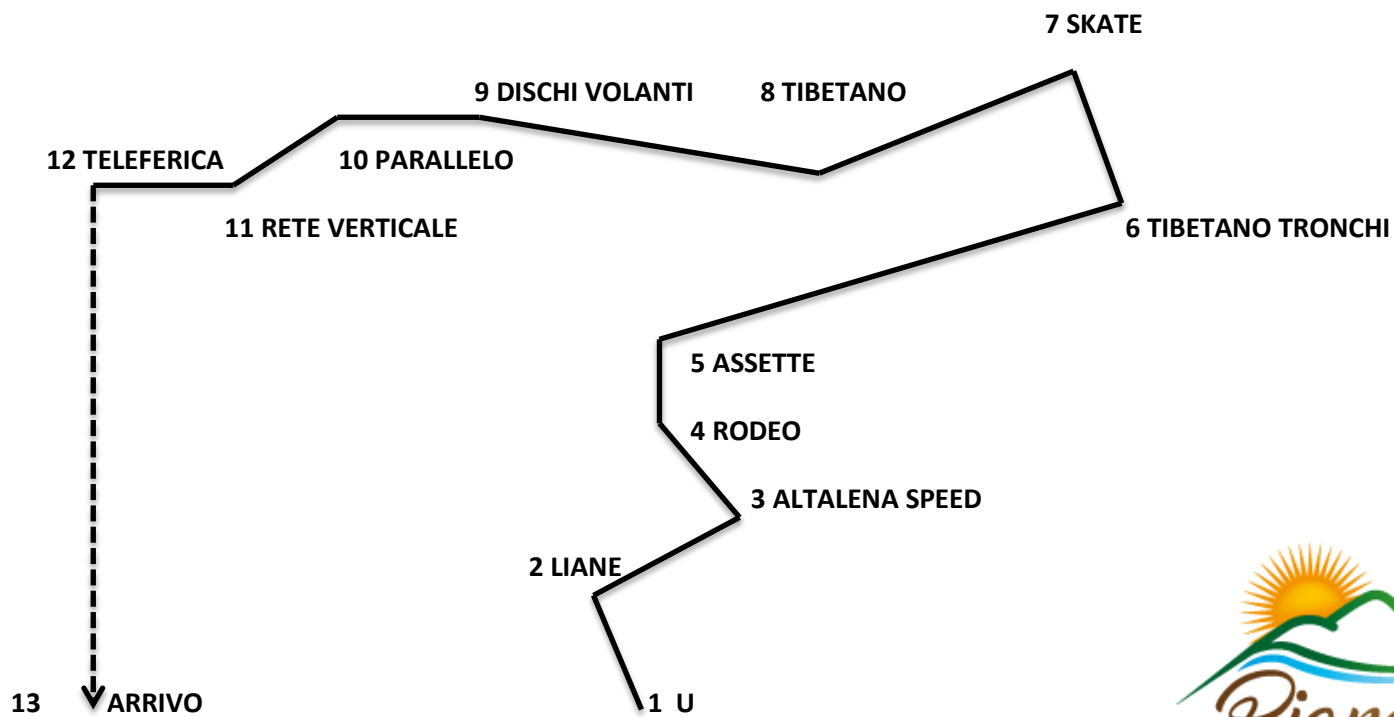 7 SKATE
9 DISCHI VOLANTI
8 TIBETANO
12 TELEFERICA
10 PARALLELO
11 RETE VERTICALE
6 TIBETANO TRONCHI
5 ASSETTE
4 RODEO
3 ALTALENA SPEED
2 LIANE
13 ARRIVO
1 U